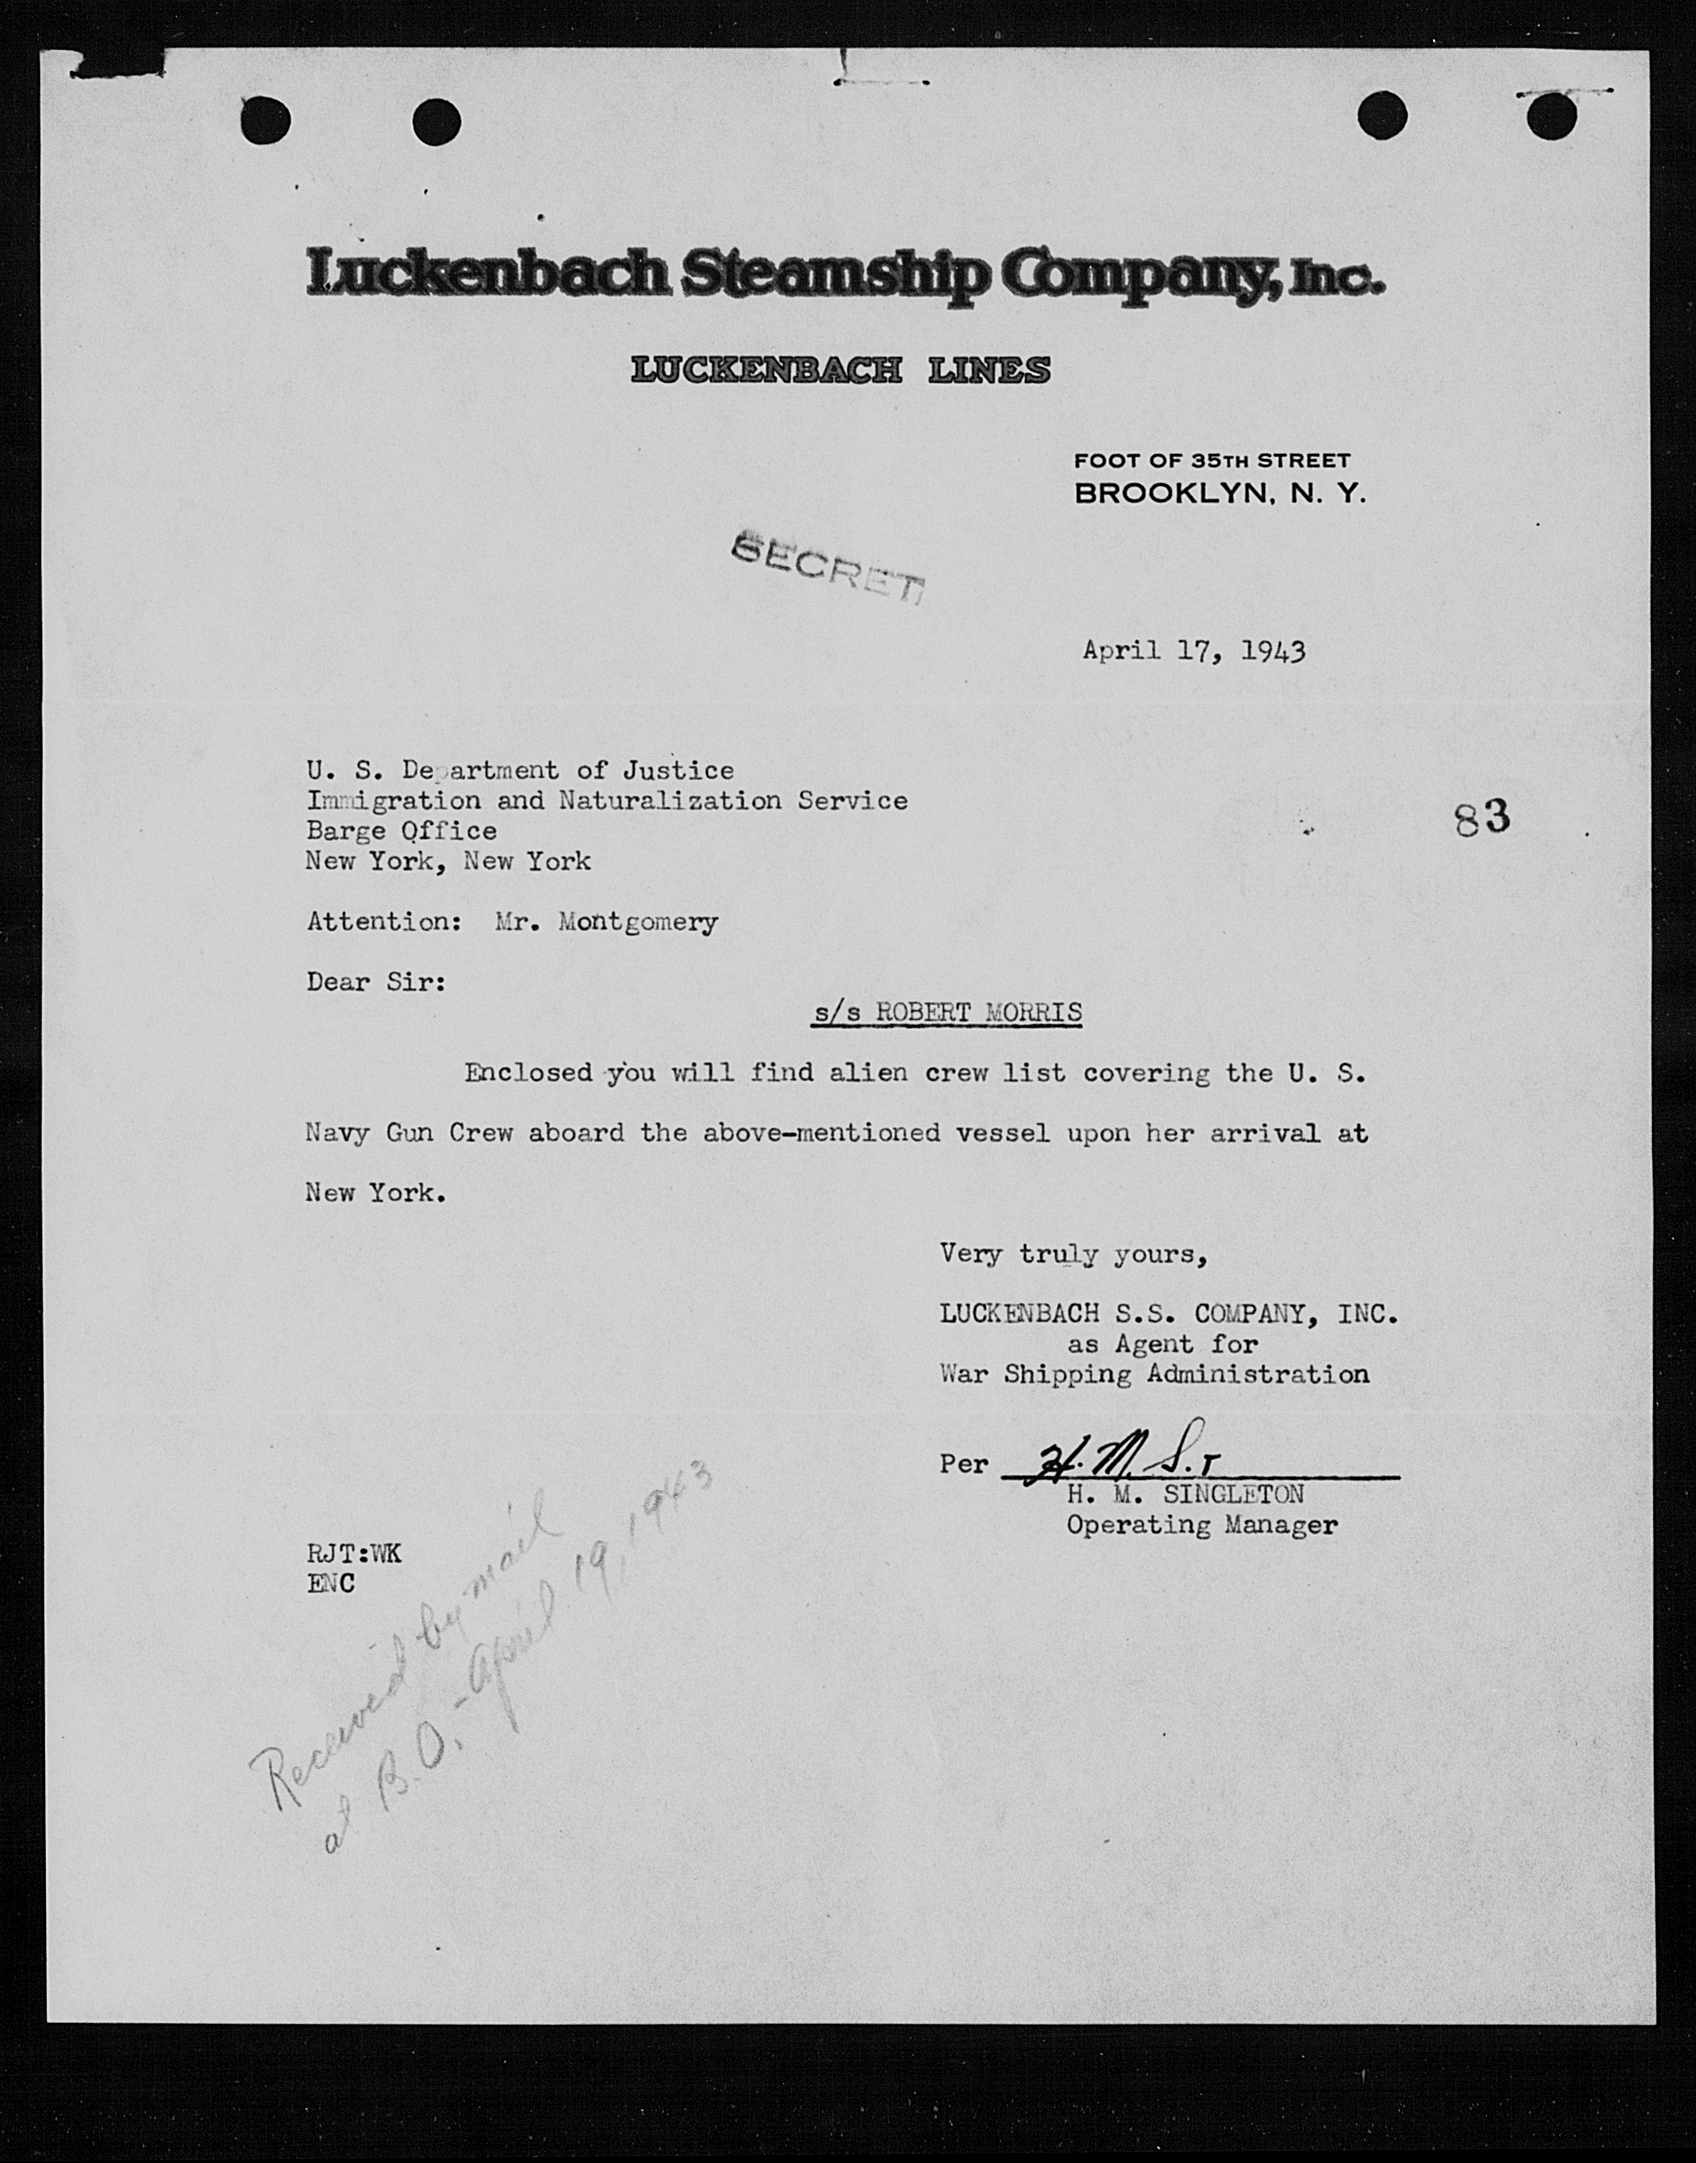 Luckenbach Steamship Company, Inc.
LUCKENBACH LINES
FOOT OF 35TH STREET
BROOKLYN, N. Y.
SECRET
April 17, 1943
U. S. Department of Justice
Immigration and Naturalization Service
Barge Office
New York, New York
83
Attention: Mr. Montgomery
Dear Sir:
s/s ROBERT MORRIS
Enclosed you will find alien crew list covering the U. S.
Navy Gun Crew aboard the above-mentioned vessel upon her arrival at
New York.
Very truly yours,
LUCKENBACH S.S. COMPANY, INC.
as Agent for
War Shipping Administration
Per H. M. S. T
H. M. SINGLETON
Operating Manager
RJT:WK
ENC
Received by mail
at B.O. - April 19, 1943